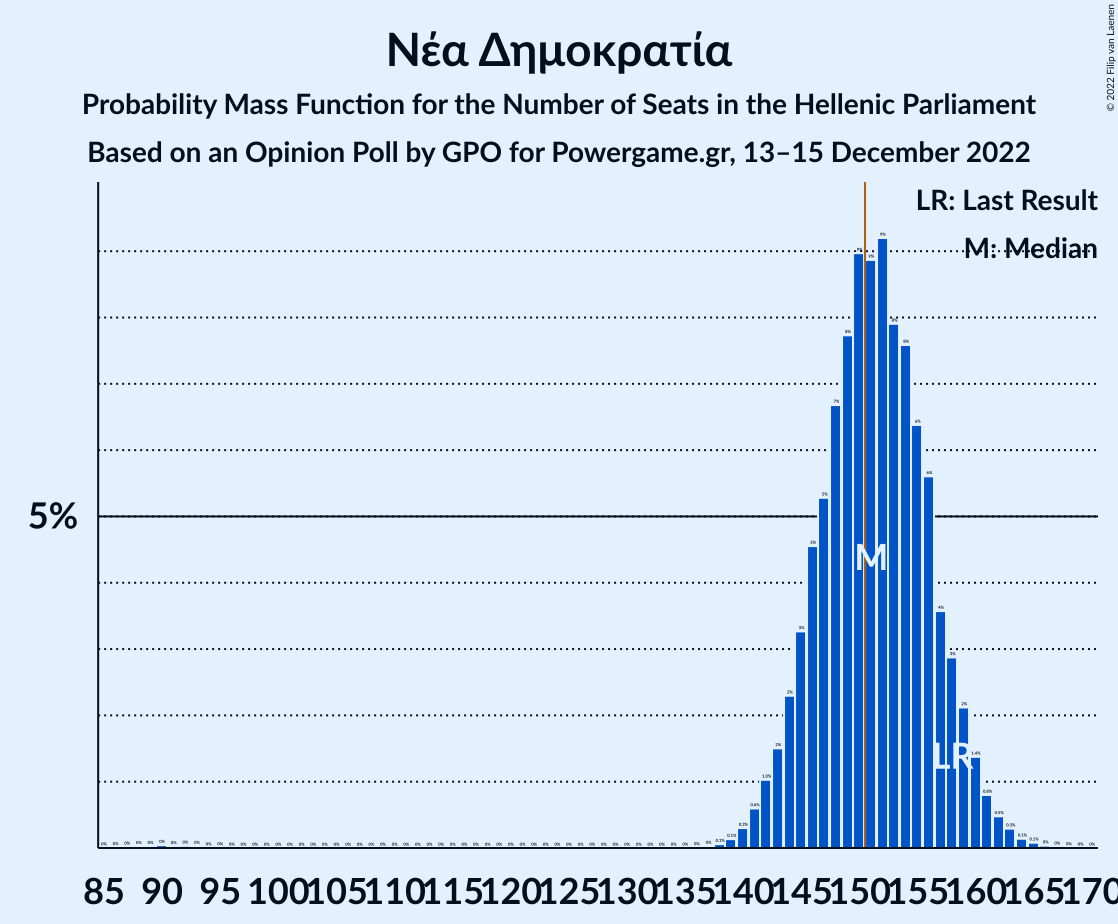 Νέα Δημοκρατία
Probability Mass Function for the Number of Seats in the Hellenic Parliament
Based on an Opinion Poll by GPO for Powergame.gr, 13–15 December 2022
© 2022 Filip van Laenen
LR: Last Result
M: Median
5%
M
LR
85 90 95 100 105 110 115 120 125 130 135 140 145 150 155 160 165 170